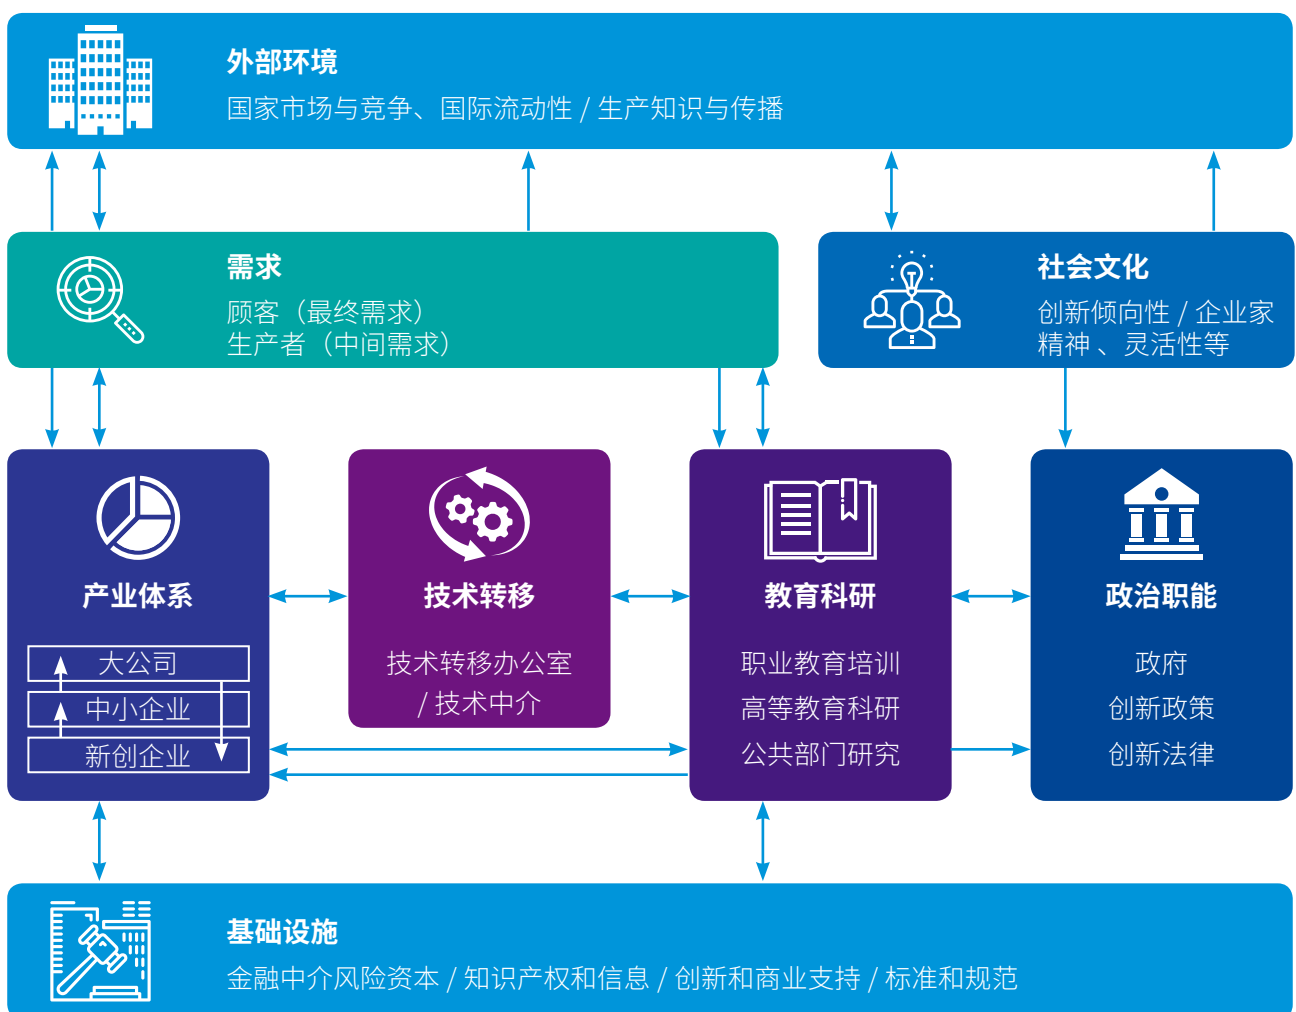 外部环境
国家市场与竞争、国际流动性 / 生产知识与传播
需求
顾客（最终需求）
生产者（中间需求）
社会文化
创新倾向性 / 企业家
精神 、灵活性等
产业体系
大公司
中小企业
新创企业
技术转移
技术转移办公室
/ 技术中介
教育科研
职业教育培训
高等教育科研
公共部门研究
政治职能
政府
创新政策
创新法律
基础设施
金融中介风险资本 / 知识产权和信息 / 创新和商业支持 / 标准和规范